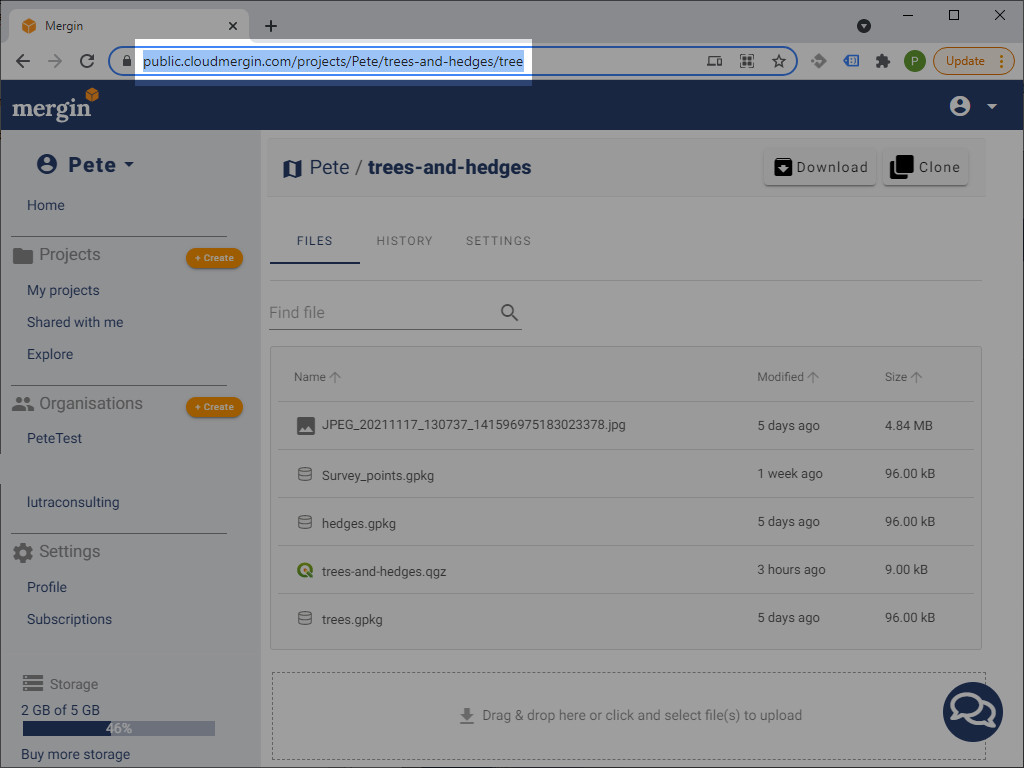 Mergin
public.cloudmergin.com/projects/Pete/trees-and-hedges/tree
P
Update
mergin
Pete
Home
Projects
+ Create
My projects
Shared with me
Explore
Organisations
+ Create
PeteTest
lutraconsulting
Settings
Profile
Subscriptions
Storage
2 GB of 5 GB
46%
Buy more storage
Pete / trees-and-hedges
Download
Clone
FILES HISTORY SETTINGS
Find file
Name Modified Size
JPEG_20211117_130737_141596975183023378.jpg 5 days ago 4.84 MB
Survey_points.gpkg 1 week ago 96.00 kB
hedges.gpkg 5 days ago 96.00 kB
trees-and-hedges.qgz 3 hours ago 9.00 kB
trees.gpkg 5 days ago 96.00 kB
Drag & drop here or click and select file(s) to upload